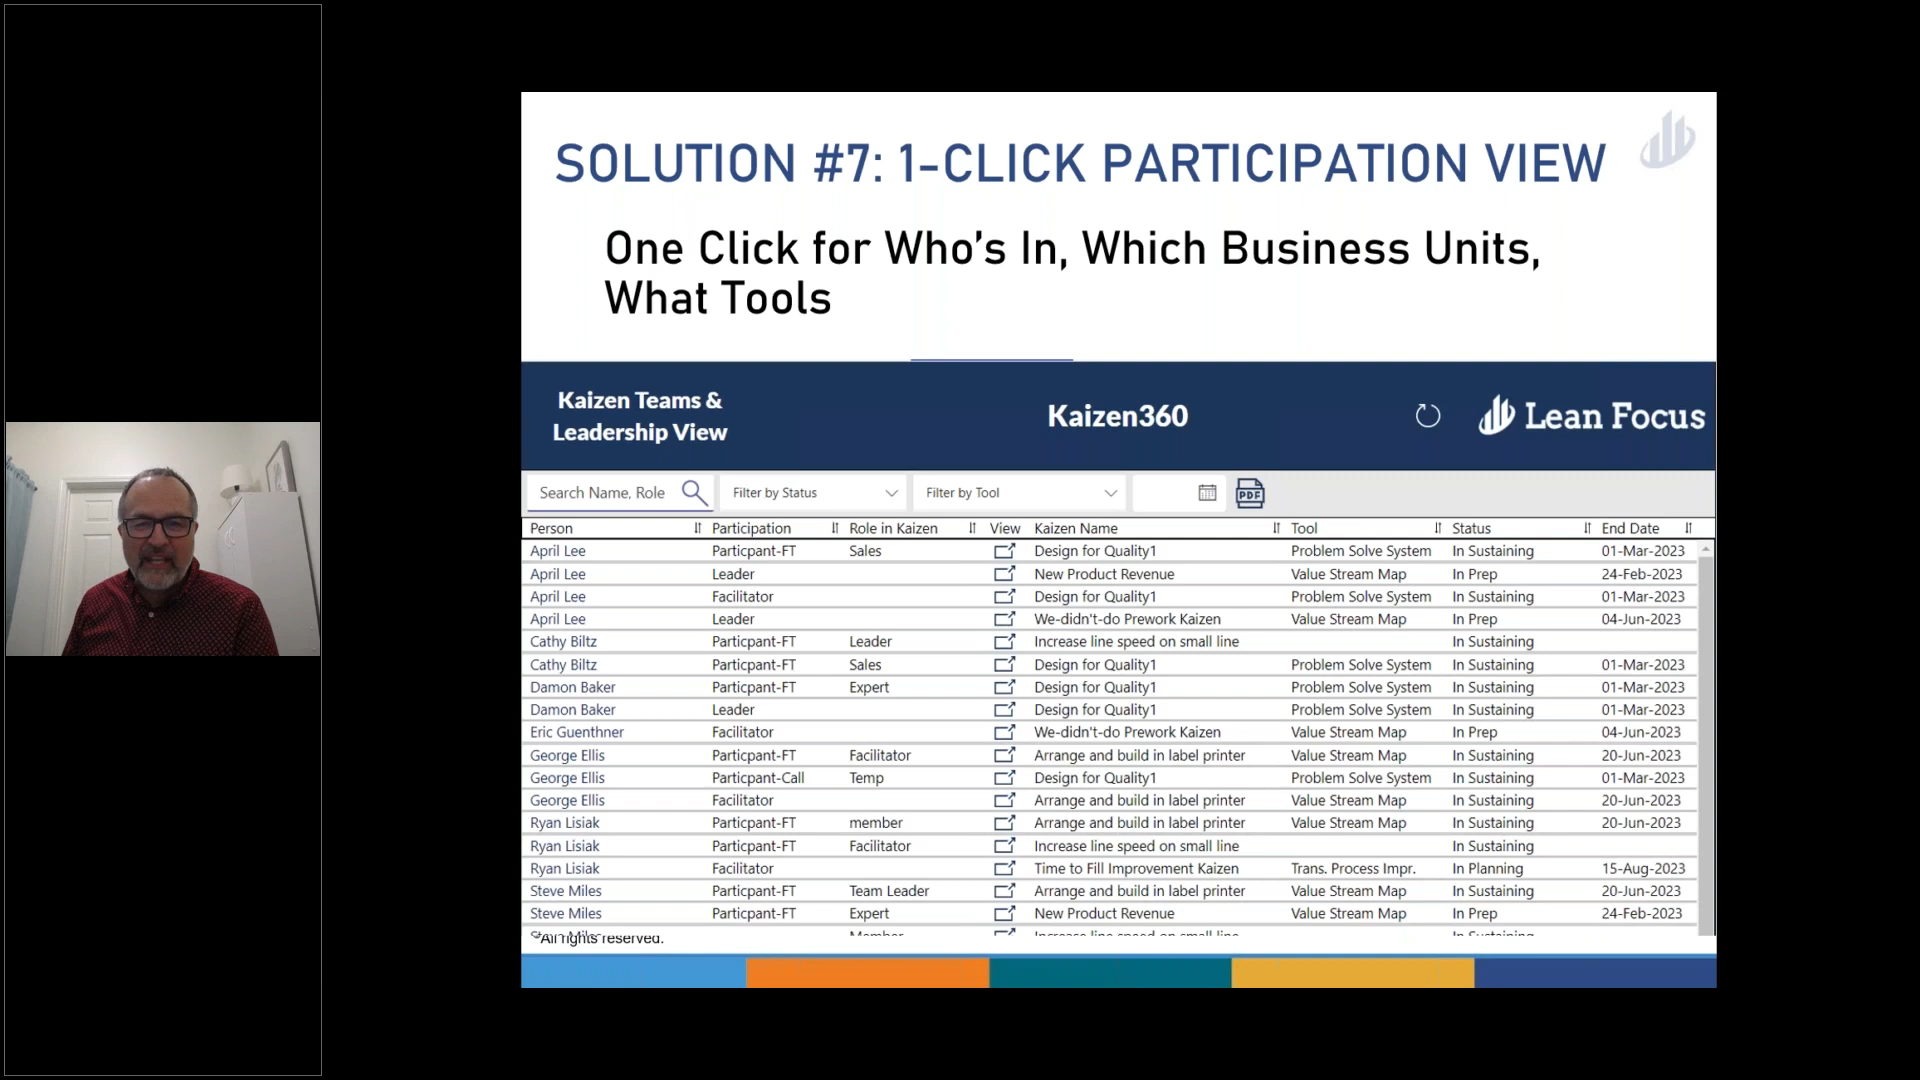 SOLUTION #7: 1-CLICK PARTICIPATION VIEW
One Click for Who's In, Which Business Units,
What Tools
Kaizen Teams &
Leadership View
Kaizen360
Lean Focus
Search Name, Role Filter by Status Filter by Tool PDF
Person Participation Role in Kaizen View Kaizen Name Tool Status End Date
April Lee Particpant-FT Sales Design for Quality1 Problem Solve System In Sustaining 01-Mar-2023
April Lee Leader New Product Revenue Value Stream Map In Prep 24-Feb-2023
April Lee Facilitator Design for Quality1 Problem Solve System In Sustaining 01-Mar-2023
April Lee Leader We-didn't-do Prework Kaizen Value Stream Map In Prep 04-Jun-2023
Cathy Biltz Particpant-FT Leader Increase line speed on small line In Sustaining
Cathy Biltz Particpant-FT Sales Design for Quality1 Problem Solve System In Sustaining 01-Mar-2023
Damon Baker Particpant-FT Expert Design for Quality1 Problem Solve System In Sustaining 01-Mar-2023
Damon Baker Leader Design for Quality1 Problem Solve System In Sustaining 01-Mar-2023
Eric Guenthner Facilitator We-didn't-do Prework Kaizen Value Stream Map In Prep 04-Jun-2023
George Ellis Particpant-FT Facilitator Arrange and build in label printer Value Stream Map In Sustaining 20-Jun-2023
George Ellis Particpant-Call Temp Design for Quality1 Problem Solve System In Sustaining 01-Mar-2023
George Ellis Facilitator Arrange and build in label printer Value Stream Map In Sustaining 20-Jun-2023
Ryan Lisiak Particpant-FT member Arrange and build in label printer Value Stream Map In Sustaining 20-Jun-2023
Ryan Lisiak Particpant-FT Facilitator Increase line speed on small line In Sustaining
Ryan Lisiak Facilitator Time to Fill Improvement Kaizen Trans. Process Impr. In Planning 15-Aug-2023
Steve Miles Particpant-FT Team Leader Arrange and build in label printer Value Stream Map In Sustaining 20-Jun-2023
Steve Miles Particpant-FT Expert New Product Revenue Value Stream Map In Prep 24-Feb-2023
Member Increase line speed on small line In Sustaining
All rights reserved.